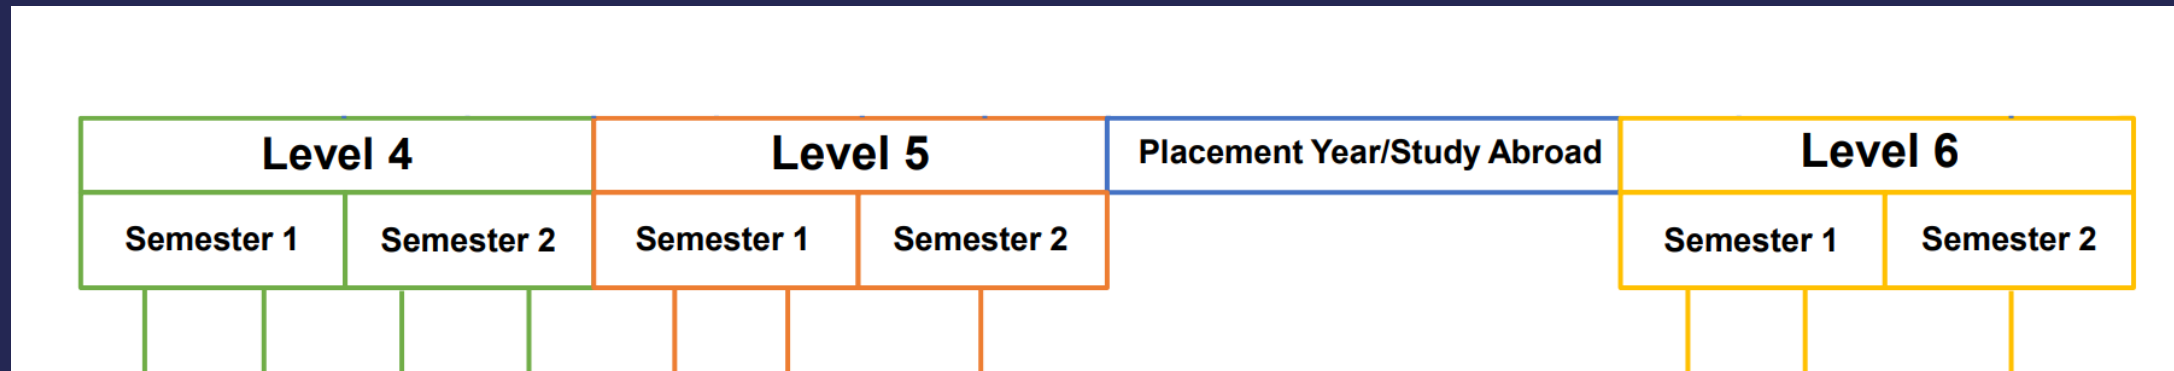 Level 4
Level 5
Placement Year/Study Abroad
Level 6
Semester 1
Semester 2
Semester 1
Semester 2
Semester 1
Semester 2